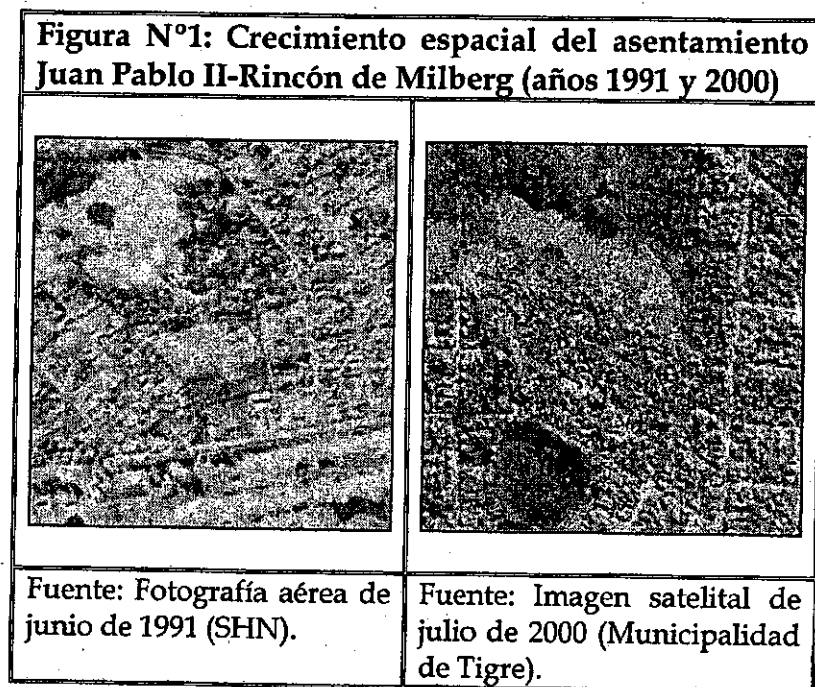 Figura Nº1: Crecimiento espacial del asentamiento
Juan Pablo II-Rincón de Milberg (años 1991 y 2000)
Fuente: Fotografía aérea de
junio de 1991 (SHN).
Fuente: Imagen satelital de
julio de 2000 (Municipalidad
de Tigre).